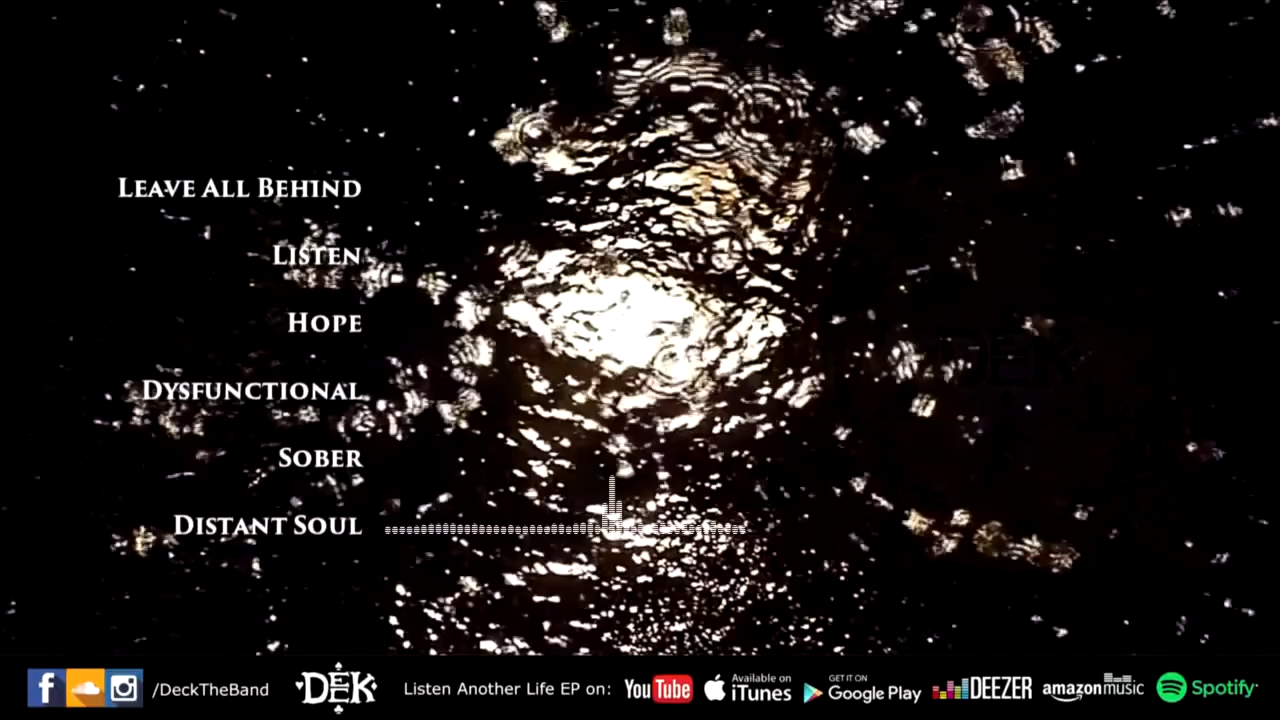 LEAVE ALL BEHIND
LISTEN
HOPE
DYSFUNCTIONAL
SOBER
DISTANT SOUL
/DeckTheBand
DECK
Listen Another Life EP on:
YouTube
Available on
iTunes
GET IT ON
Google Play
DEEZER
amazonmusic
Spotify